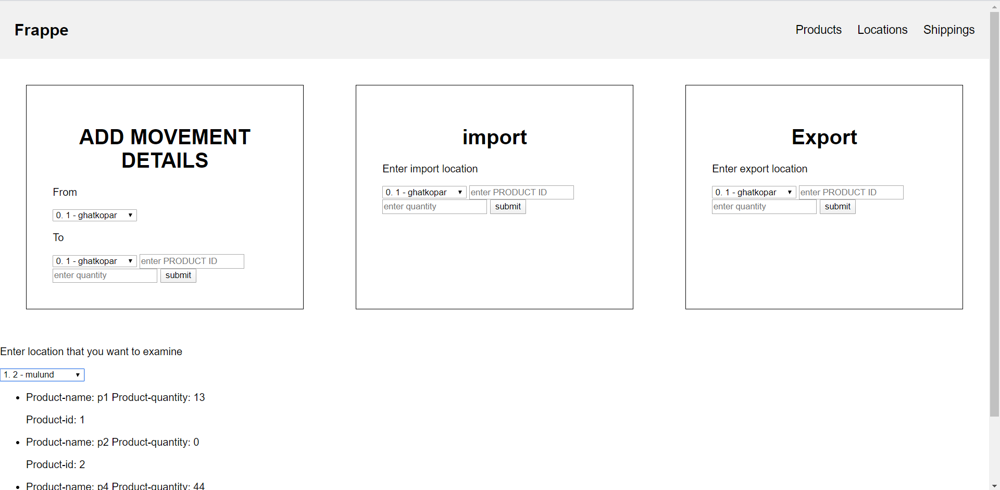 Frappe
Products Locations Shippings
ADD MOVEMENT
DETAILS
From
0. 1 - ghatkopar
To
0. 1 - ghatkopar enter PRODUCT ID
enter quantity submit
import
Enter import location
0. 1 - ghatkopar enter PRODUCT ID
enter quantity submit
Export
Enter export location
0. 1 - ghatkopar enter PRODUCT ID
enter quantity submit
Enter location that you want to examine
1. 2 - mulund
Product-name: p1 Product-quantity: 13
Product-id: 1
Product-name: p2 Product-quantity: 0
Product-id: 2
Product-name: p4 Product-quantity: 44